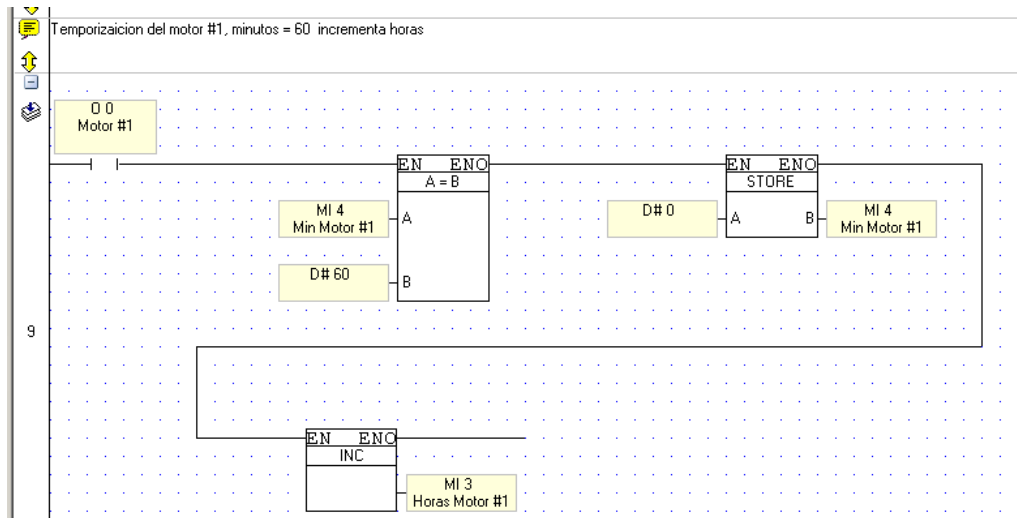 Temporizaicion del motor #1, minutos = 60 incrementa horas
O 0
Motor #1
EN ENO
A = B
MI 4
Min Motor #1
A
D# 60
B
EN ENO
STORE
D# 0
A
B
MI 4
Min Motor #1
9
EN ENO
INC
MI 3
Horas Motor #1